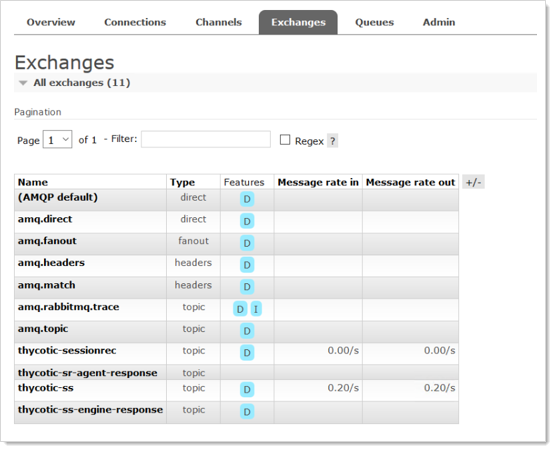 Overview Connections Channels Exchanges Queues Admin
Exchanges
All exchanges (11)
Pagination
Page 1 of 1 - Filter: Regex ?
Name Type Features Message rate in Message rate out +/-
(AMQP default) direct D
amq.direct direct D
amq.fanout fanout D
amq.headers headers D
amq.match headers D
amq.rabbitmq.trace topic D I
amq.topic topic D
thycotic-sessionrec topic D 0.00/s 0.00/s
thycotic-sr-agent-response topic
thycotic-ss topic D 0.20/s 0.20/s
thycotic-ss-engine-response topic D